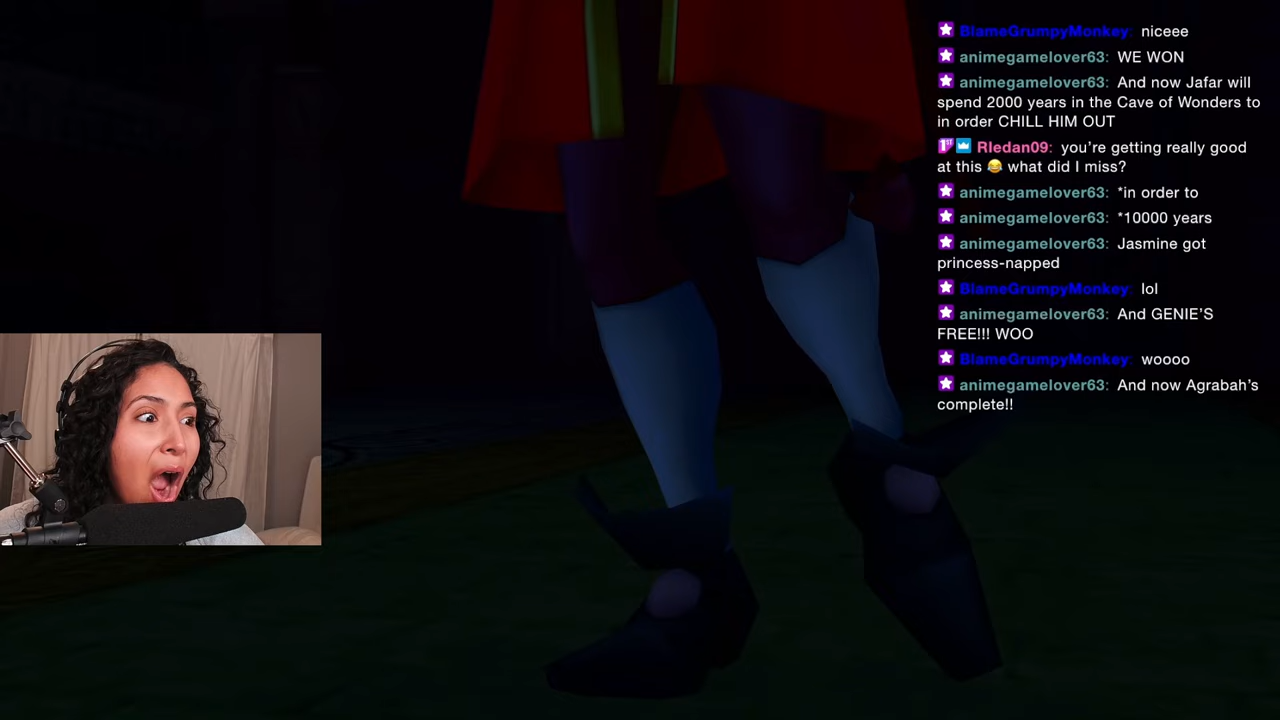 BlameGrumpyMonkey: niceee
animegamelover63: WE WON
animegamelover63: And now Jafar will
spend 2000 years in the Cave of Wonders to
in order CHILL HIM OUT
1ST Rledan09: you're getting really good
at this 😂 what did I miss?
animegamelover63: *in order to
animegamelover63: *10000 years
animegamelover63: Jasmine got
princess-napped
BlameGrumpyMonkey: lol
animegamelover63: And GENIE'S
FREE!!! WOO
BlameGrumpyMonkey: woooo
animegamelover63: And now Agrabah's
complete!!